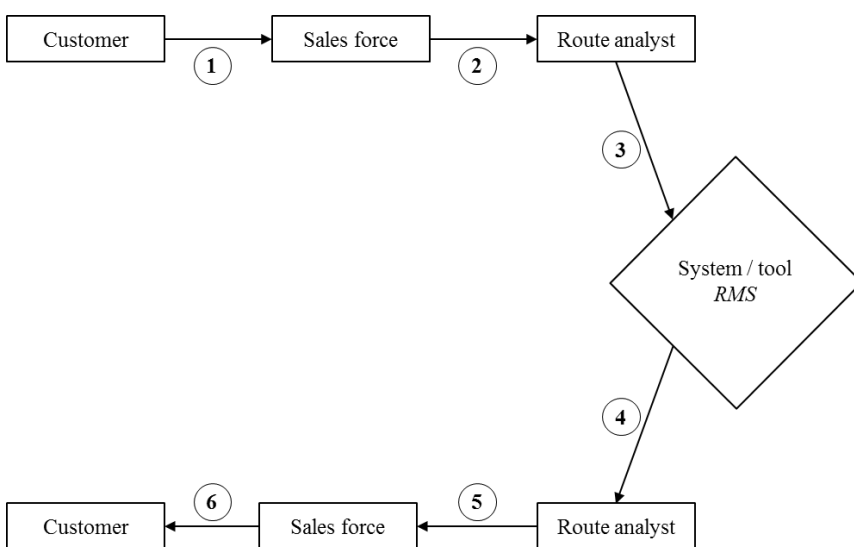 Customer
Sales force
Route analyst
1
2
3
System / tool
RMS
4
6
5
Customer
Sales force
Route analyst